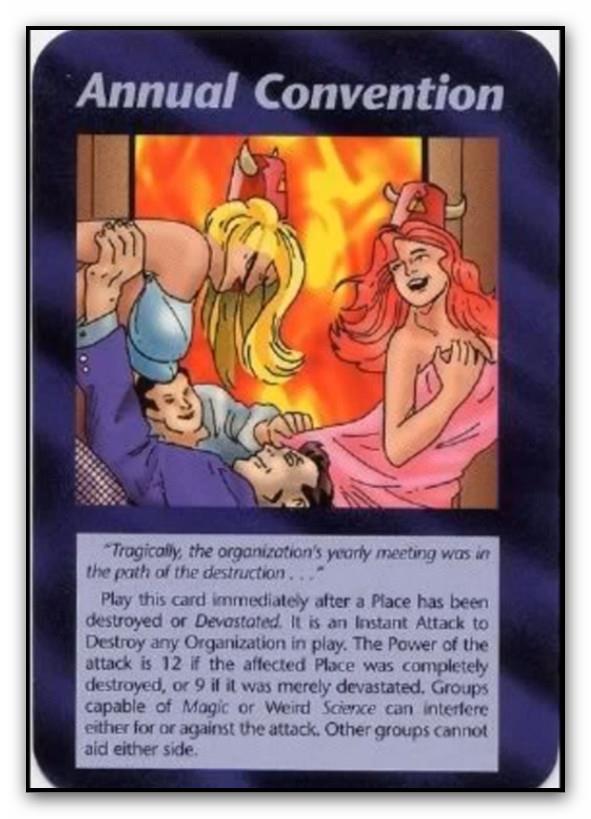 Annual Convention
"Tragically, the organization's yearly meeting was in
the path of the destruction . . ."
Play this card immediately after a Place has been
destroyed or Devastated. It is an Instant Attack to
Destroy any Organization in play. The Power of the
attack is 12 if the affected Place was completely
destroyed, or 9 if it was merely devastated. Groups
capable of Magic or Weird Science can interfere
either for or against the attack. Other groups cannot
aid either side.